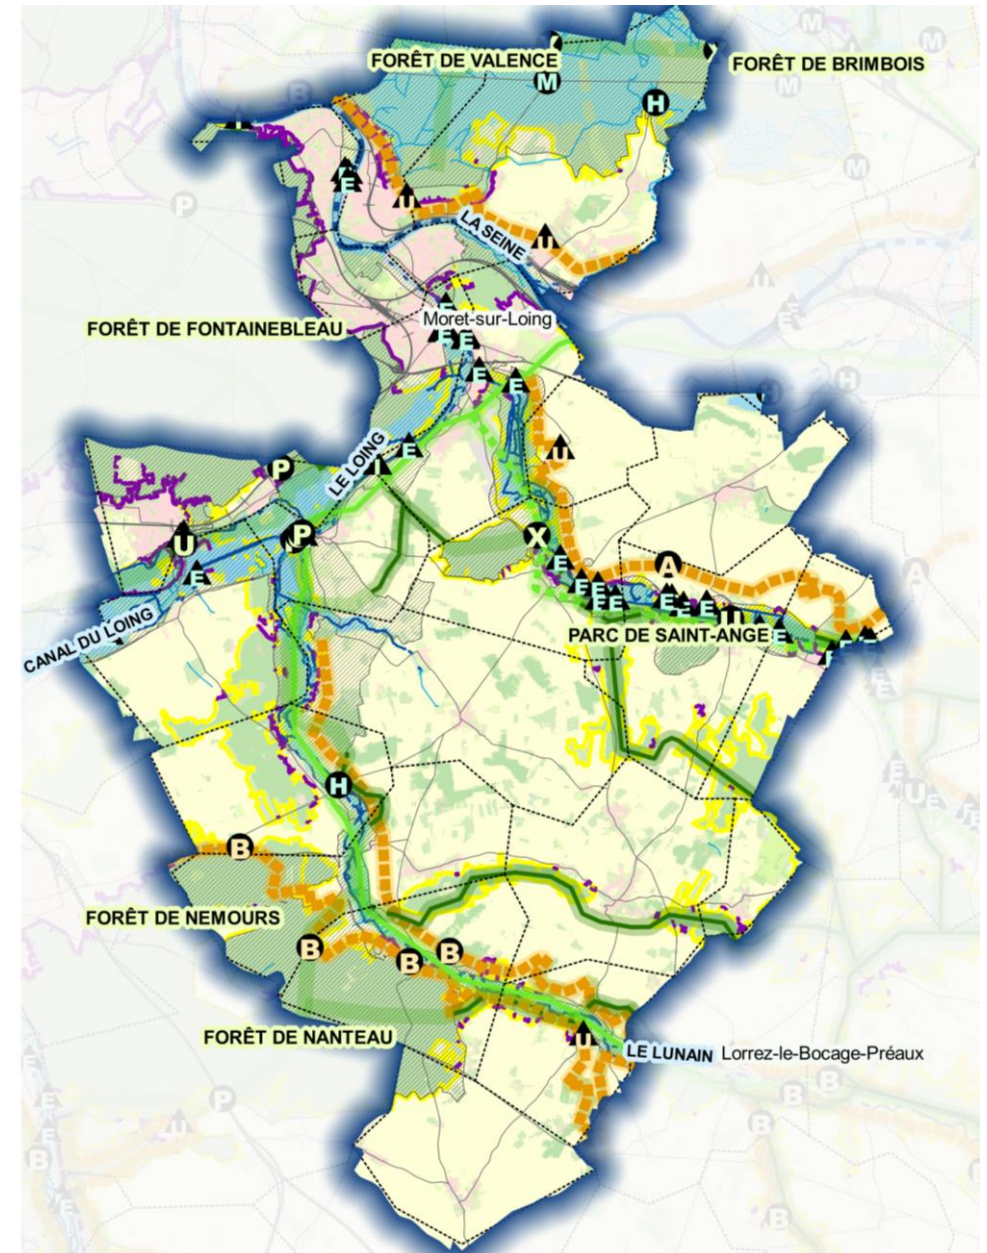 FORÊT DE VALENCE
FORÊT DE BRIMBOIS
M
M
M
H
M
B
M
P
U
E
U
LA SEINE
U
U
E
Moret-sur-Loing
FORÊT DE FONTAINEBLEAU
E
E
E
E
H
H
E
LE LOING
U
P
P
U
X
E
E
A
A
E
E
E
E
E
E
E
CANAL DU LOING
PARC DE SAINT-ANGE
E
E
E
E
U
E
E
H
B
FORÊT DE NEMOURS
B
B
B
FORÊT DE NANTEAU
U
LE LUNAIN
Lorrez-le-Bocage-Préaux
E
P
B
B
U
B
E
B
E
B